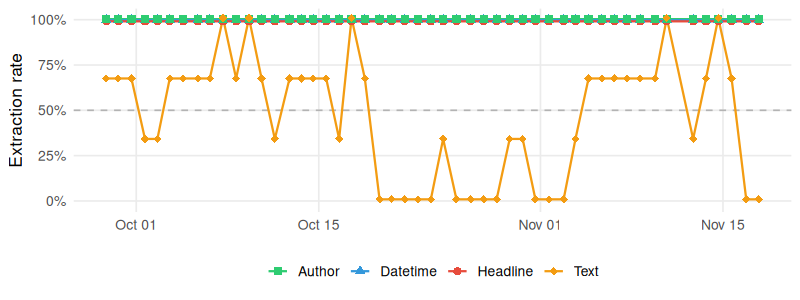 Extraction rate
100%
75%
50%
25%
0%
Oct 01 Oct 15 Nov 01 Nov 15
Author Datetime Headline Text